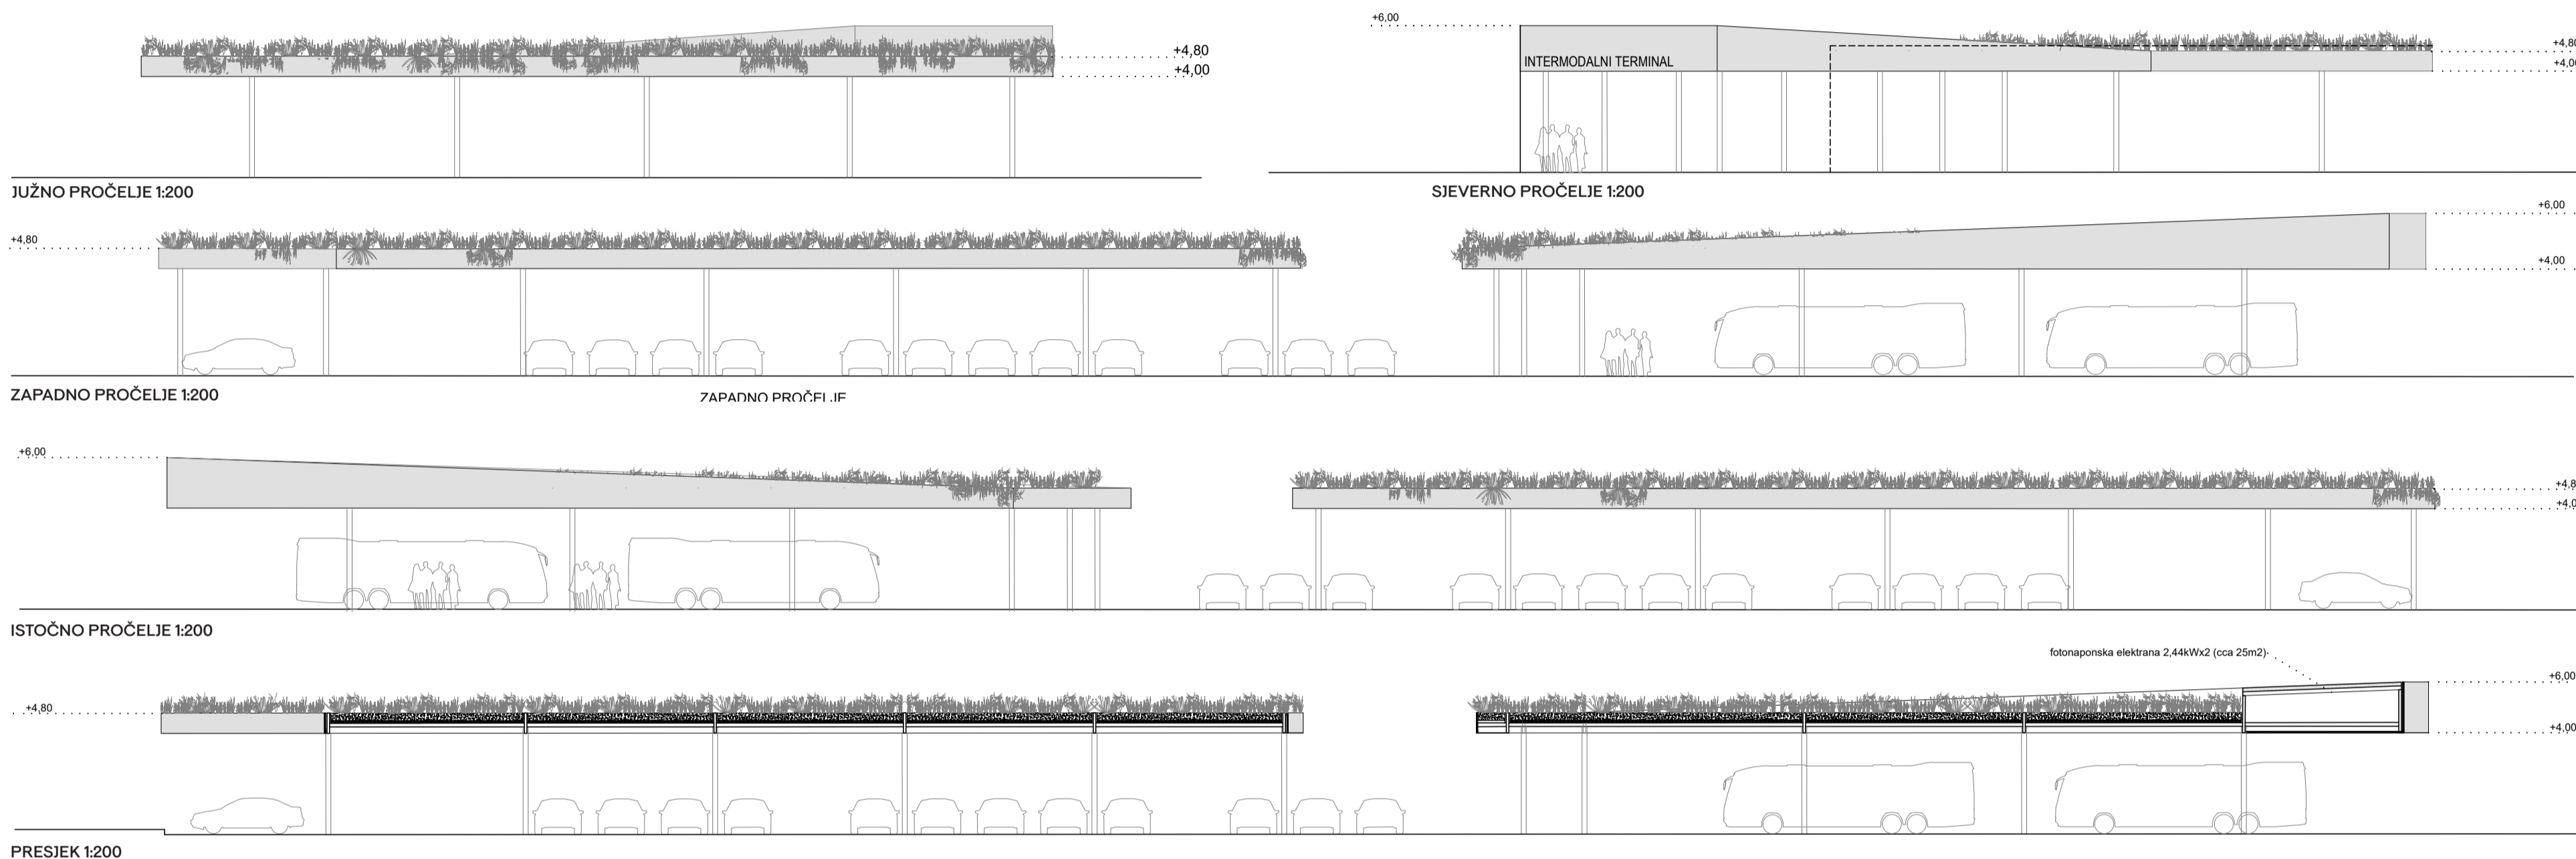 +4,80
+4,00
JUŽNO PROČELJE 1:200
+6,00
INTERMODALNI TERMINAL
+4,80
+4,00
SJEVERNO PROČELJE 1:200
+4,80
+6,00
+4,00
ZAPADNO PROČELJE 1:200
ZAPADNO PROČELJE
+6,00
+4,8
+4,0
ISTOČNO PROČELJE 1:200
fotonaponska elektrana 2,44kWx2 (cca 25m2)
+4,80
+6,00
+4,00
PRESJEK 1:200